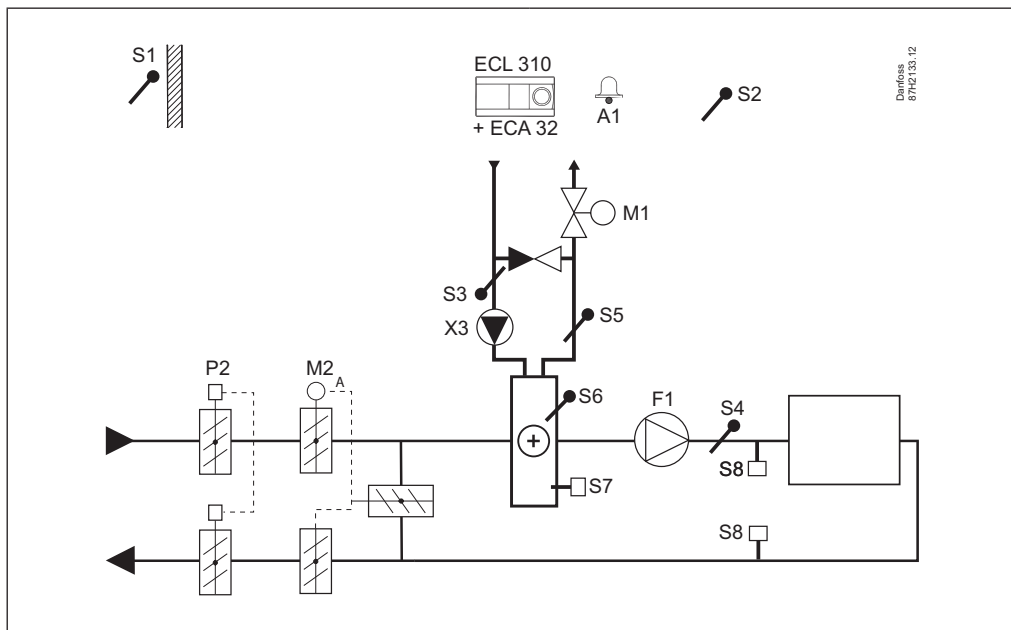 S1
ECL 310
+ ECA 32
A1
S2
Danfoss
87H2133.12
M1
S3
X3
S5
P2
M2
A
S6
F1
S4
S8
S7
S8